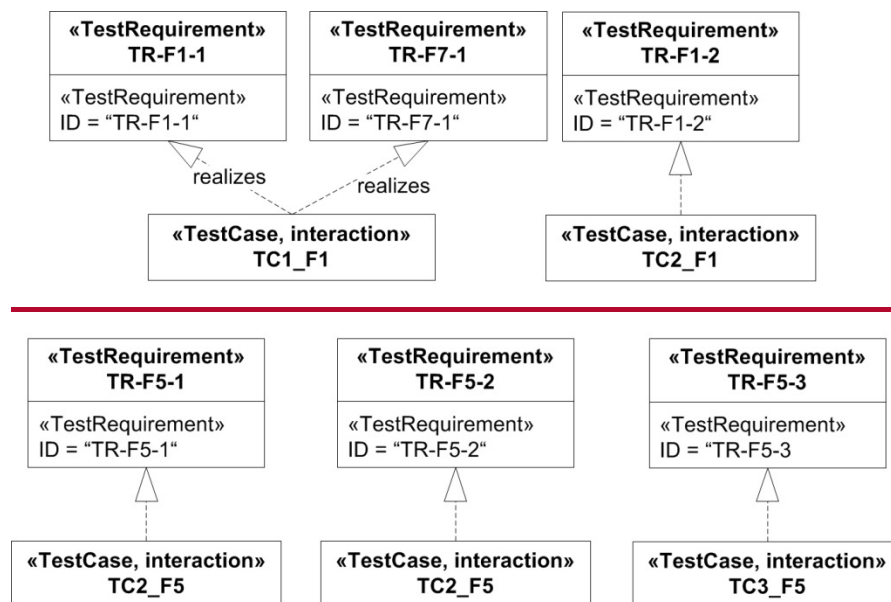 «TestRequirement»
TR-F1-1
«TestRequirement»
ID = “TR-F1-1“
«TestRequirement»
TR-F7-1
«TestRequirement»
ID = “TR-F7-1“
«TestRequirement»
TR-F1-2
«TestRequirement»
ID = “TR-F1-2“
realizes
realizes
«TestCase, interaction»
TC1_F1
«TestCase, interaction»
TC2_F1
«TestRequirement»
TR-F5-1
«TestRequirement»
ID = “TR-F5-1“
«TestRequirement»
TR-F5-2
«TestRequirement»
ID = “TR-F5-2“
«TestRequirement»
TR-F5-3
«TestRequirement»
ID = “TR-F5-3
«TestCase, interaction»
TC2_F5
«TestCase, interaction»
TC2_F5
«TestCase, interaction»
TC3_F5